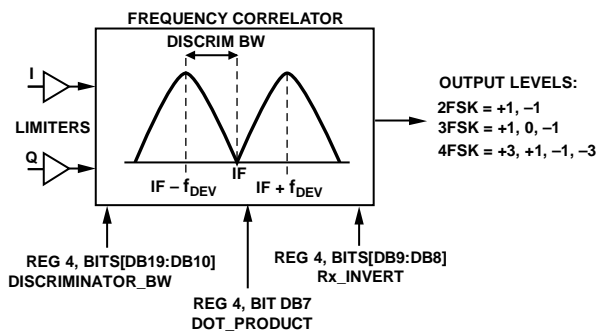 FREQUENCY CORRELATOR
DISCRIM BW
I
LIMITERS
Q
IF
IF – fDEV
IF + fDEV
OUTPUT LEVELS:
2FSK = +1, –1
3FSK = +1, 0, –1
4FSK = +3, +1, –1, –3
REG 4, BITS[DB19:DB10]
DISCRIMINATOR_BW
REG 4, BIT DB7
DOT_PRODUCT
REG 4, BITS[DB9:DB8]
Rx_INVERT